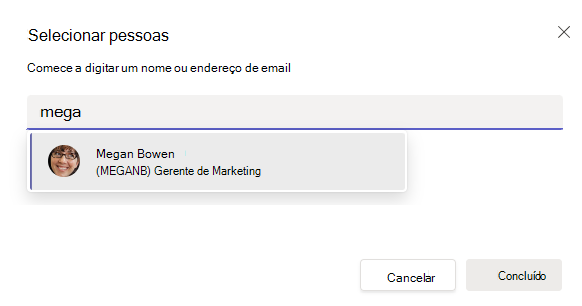 Selecionar pessoas
Comece a digitar um nome ou endereço de email
mega
Megan Bowen
(MEGANB) Gerente de Marketing
Cancelar
Concluído